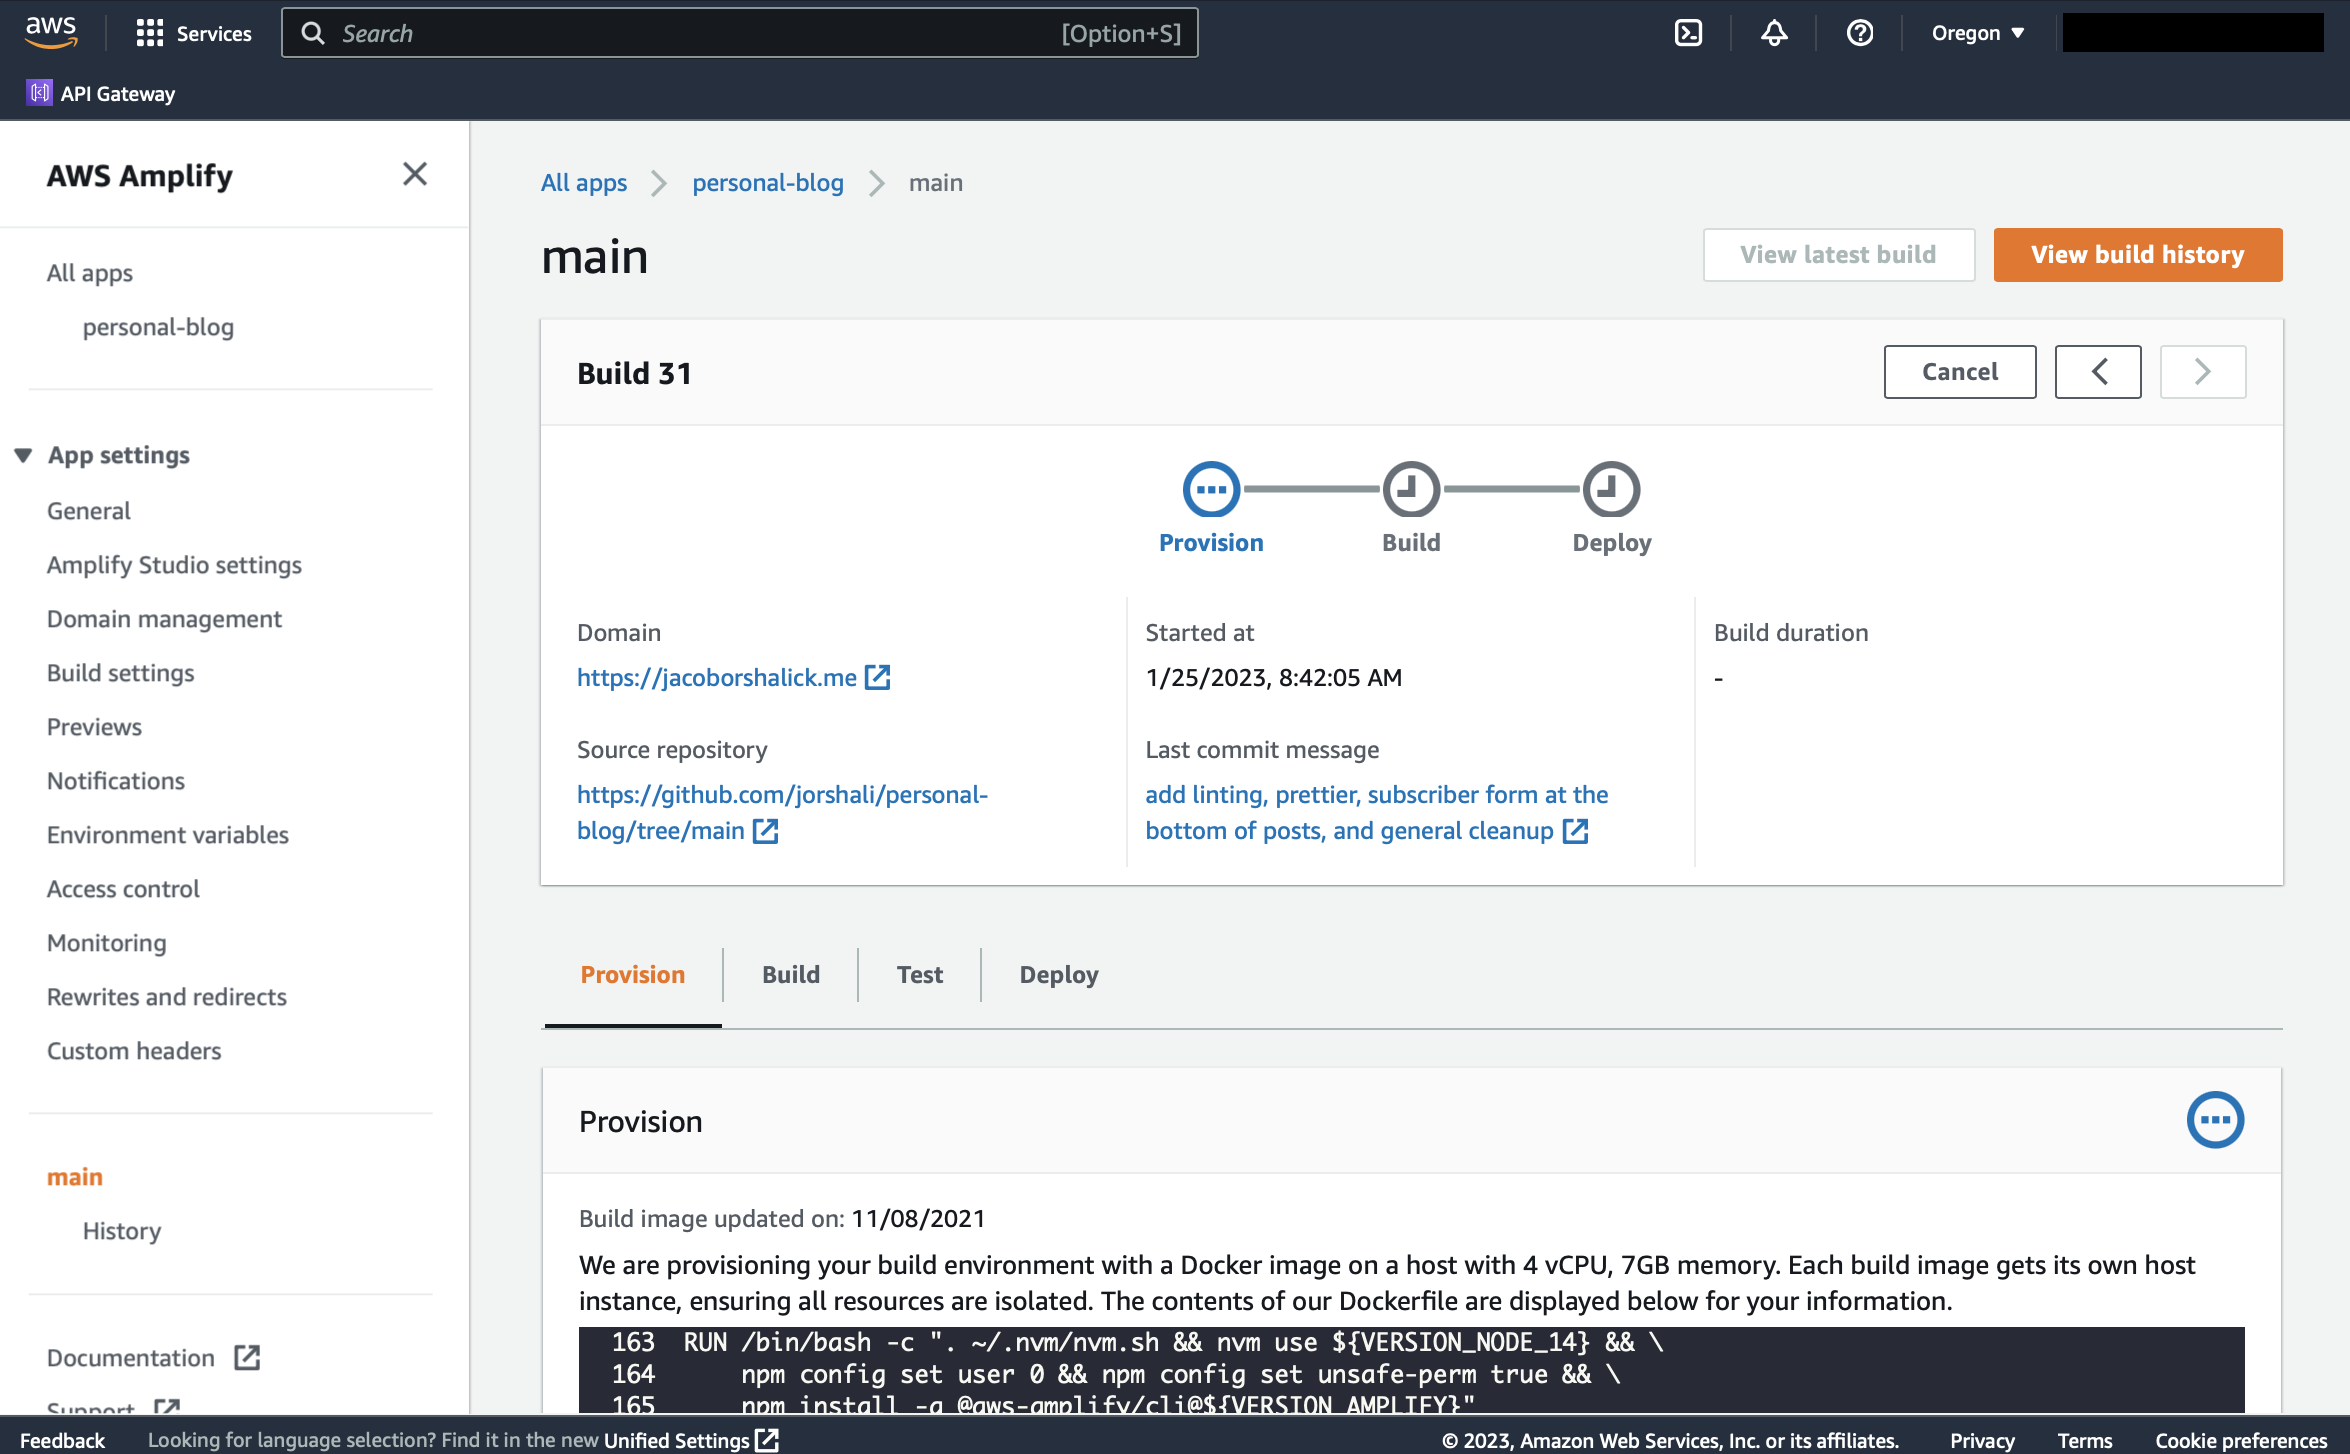 aws
Services
Search
[Option+S]
Oregon ▼
API Gateway
AWS Amplify
All apps
personal-blog
App settings
General
Amplify Studio settings
Domain management
Build settings
Previews
Notifications
Environment variables
Access control
Monitoring
Rewrites and redirects
Custom headers
main
History
Documentation
Support
All apps > personal-blog > main
main
View latest build
View build history
Build 31
Cancel
Provision
Build
Deploy
Domain
https://jacoborshalick.me
Source repository
https://github.com/jorshali/personal-
blog/tree/main
Started at
1/25/2023, 8:42:05 AM
Last commit message
add linting, prettier, subscriber form at the
bottom of posts, and general cleanup
Build duration
-
Provision
Build
Test
Deploy
Provision
Build image updated on: 11/08/2021
We are provisioning your build environment with a Docker image on a host with 4 vCPU, 7GB memory. Each build image gets its own host
instance, ensuring all resources are isolated. The contents of our Dockerfile are displayed below for your information.
163 RUN /bin/bash -c ". ~/.nvm/nvm.sh && nvm use ${VERSION_NODE_14} && \
164 npm config set user 0 && npm config set unsafe-perm true && \
165 npm install -g @aws-amplify/cli@${VERSION_AMPLIFY}"
Feedback
Looking for language selection? Find it in the new Unified Settings
© 2023, Amazon Web Services, Inc. or its affiliates.
Privacy
Terms
Cookie preferences